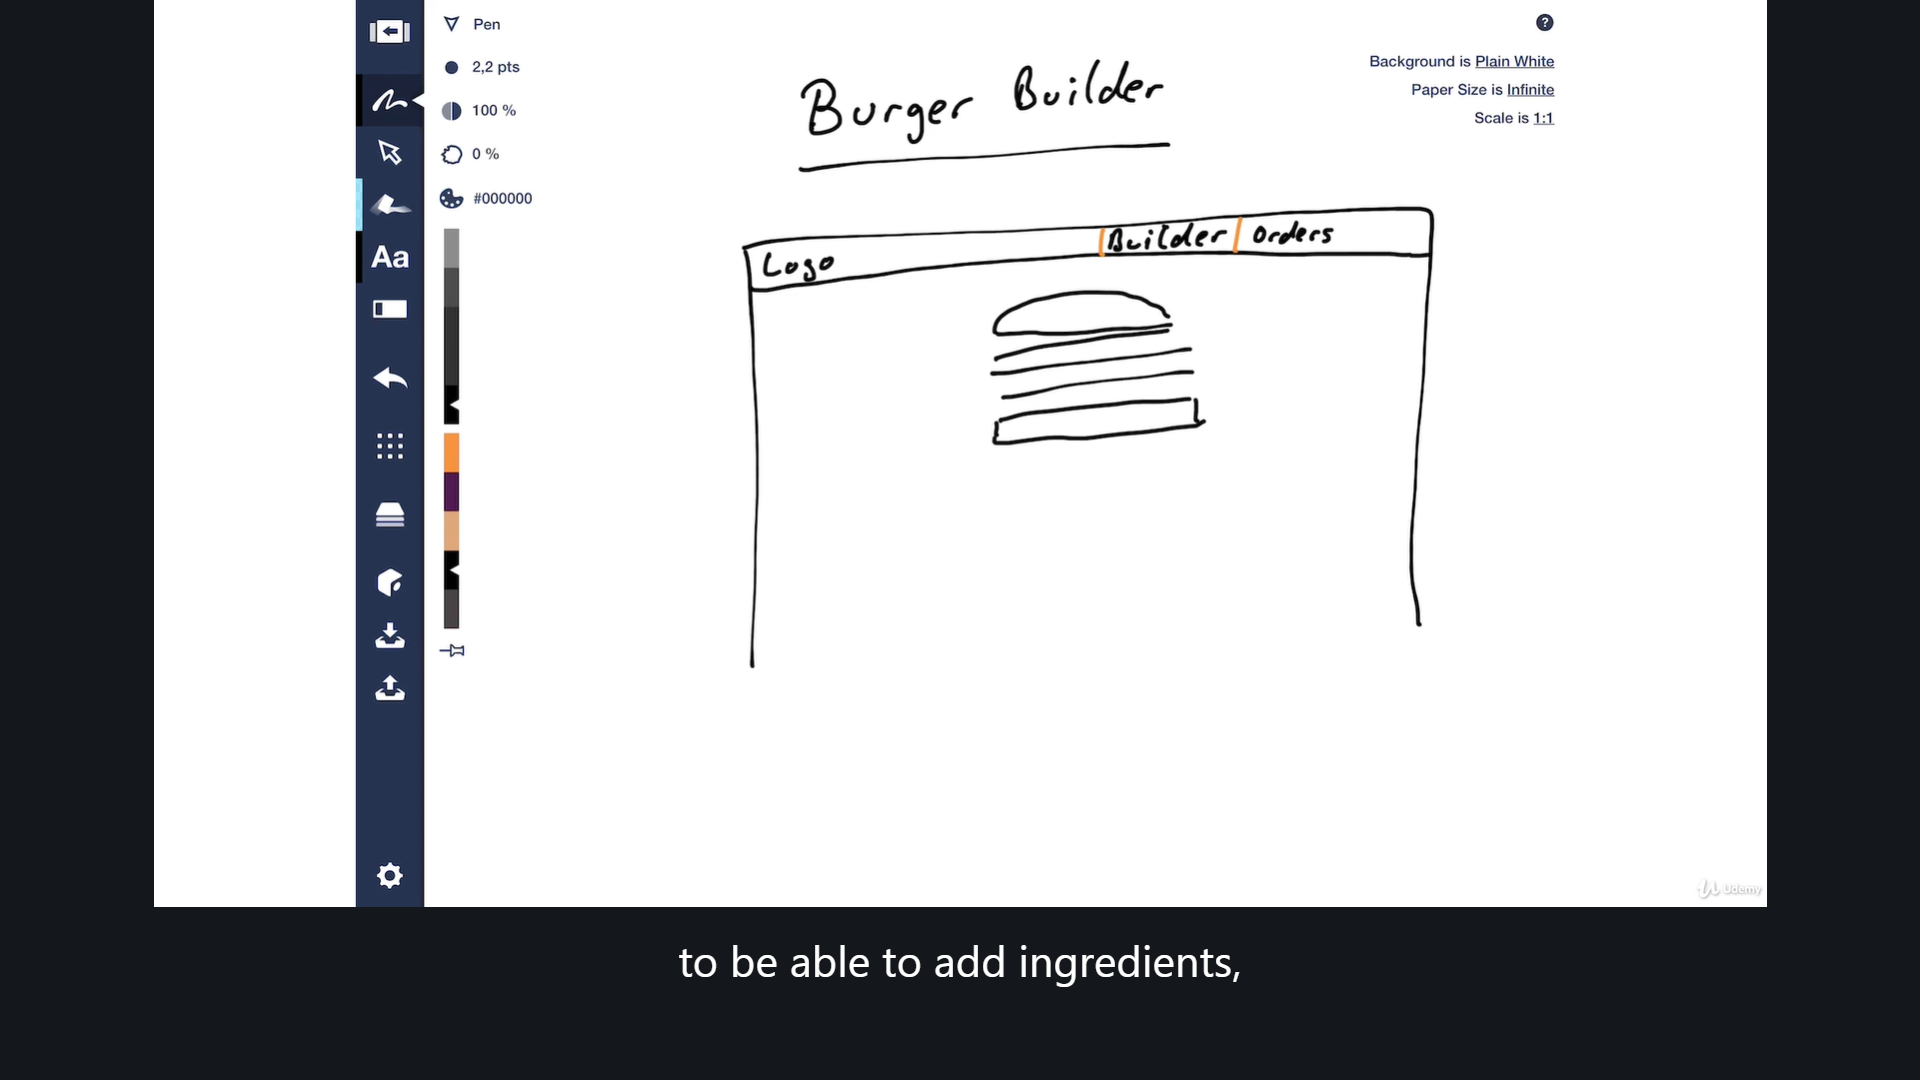 Pen
2,2 pts
100 %
0 %
#000000
Aa
?
Background is Plain White
Paper Size is Infinite
Scale is 1:1
Burger Builder
Logo
Builder
Orders
Udemy
to be able to add ingredients,